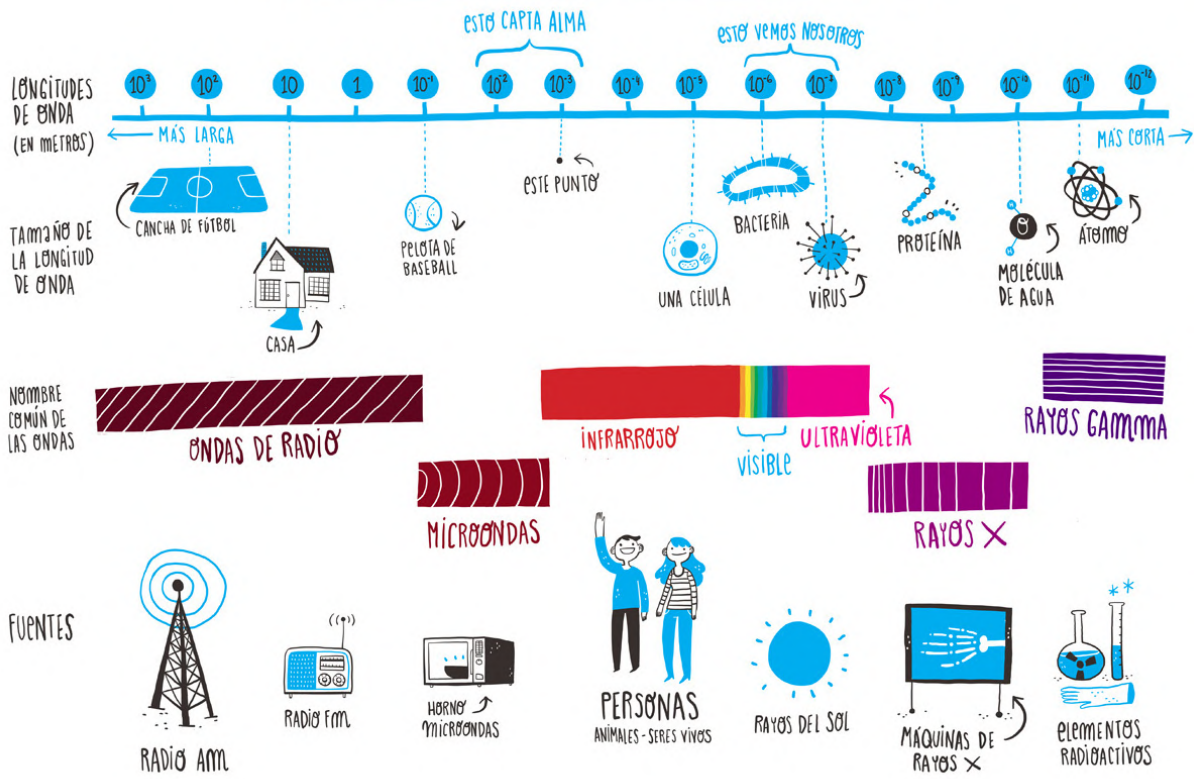 ESTO CAPTA ALMA
ESTO VEMOS NOSOTROS
LONGITUDES
DE ONDA
(EN METROS)
10³ 10² 10 1 10⁻¹ 10⁻² 10⁻³ 10⁻⁴ 10⁻⁵ 10⁻⁶ 10⁻⁸ 10⁻⁹ 10⁻¹⁰ 10⁻¹¹ 10⁻¹²
MÁS LARGA
MÁS CORTA
TAMAÑO DE
LA LONGITUD
DE ONDA
CANCHA DE FÚTBOL
CASA
PELOTA DE
BASEBALL
ESTE PUNTO
UNA CÉLULA
BACTERIA
VIRUS
PROTEÍNA
H
O
H
MOLÉCULA
DE AGUA
ÁTOMO
NOMBRE
COMÚN DE
LAS ONDAS
ONDAS DE RADIO
MICROONDAS
INFRARROJO
VISIBLE
ULTRAVIOLETA
RAYOS X
RAYOS GAMMA
FUENTES
RADIO AM
RADIO FM
HORNO
MICROONDAS
PERSONAS
ANIMALES - SERES VIVOS
RAYOS DEL SOL
MÁQUINAS DE
RAYOS X
ELEMENTOS
RADIOACTIVOS